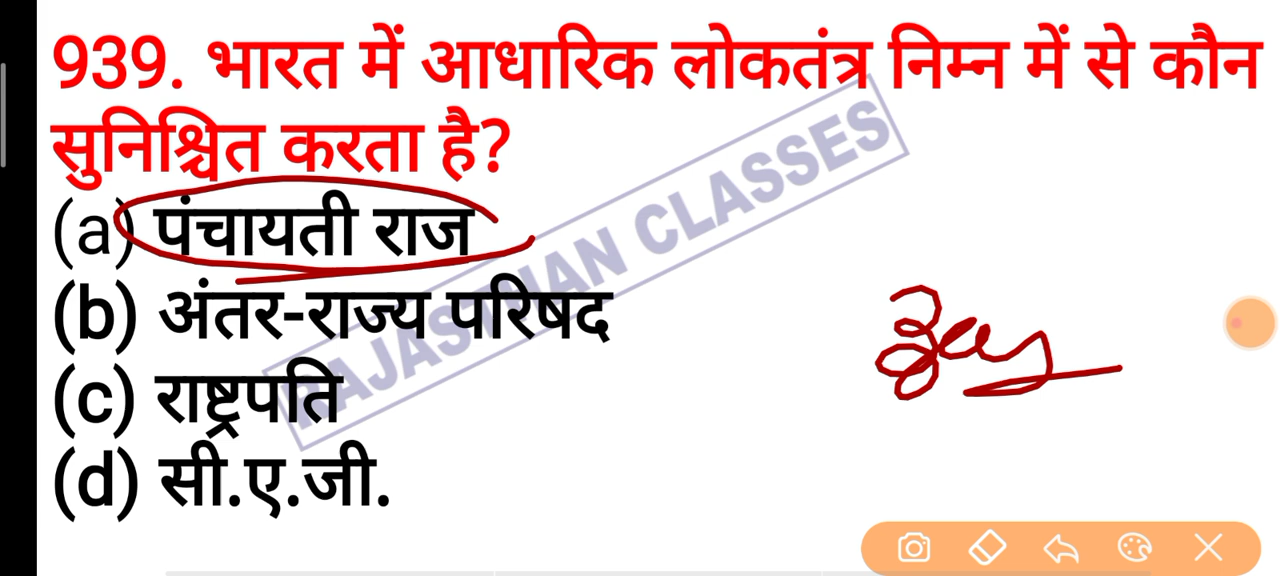 939. भारत में आधारिक लोकतंत्र निम्न में से कौन
सुनिश्चित करता है?
(a) पंचायती राज
(b) अंतर-राज्य परिषद
(c) राष्ट्रपति
(d) सी.ए.जी.
RAJASTHAN CLASSES